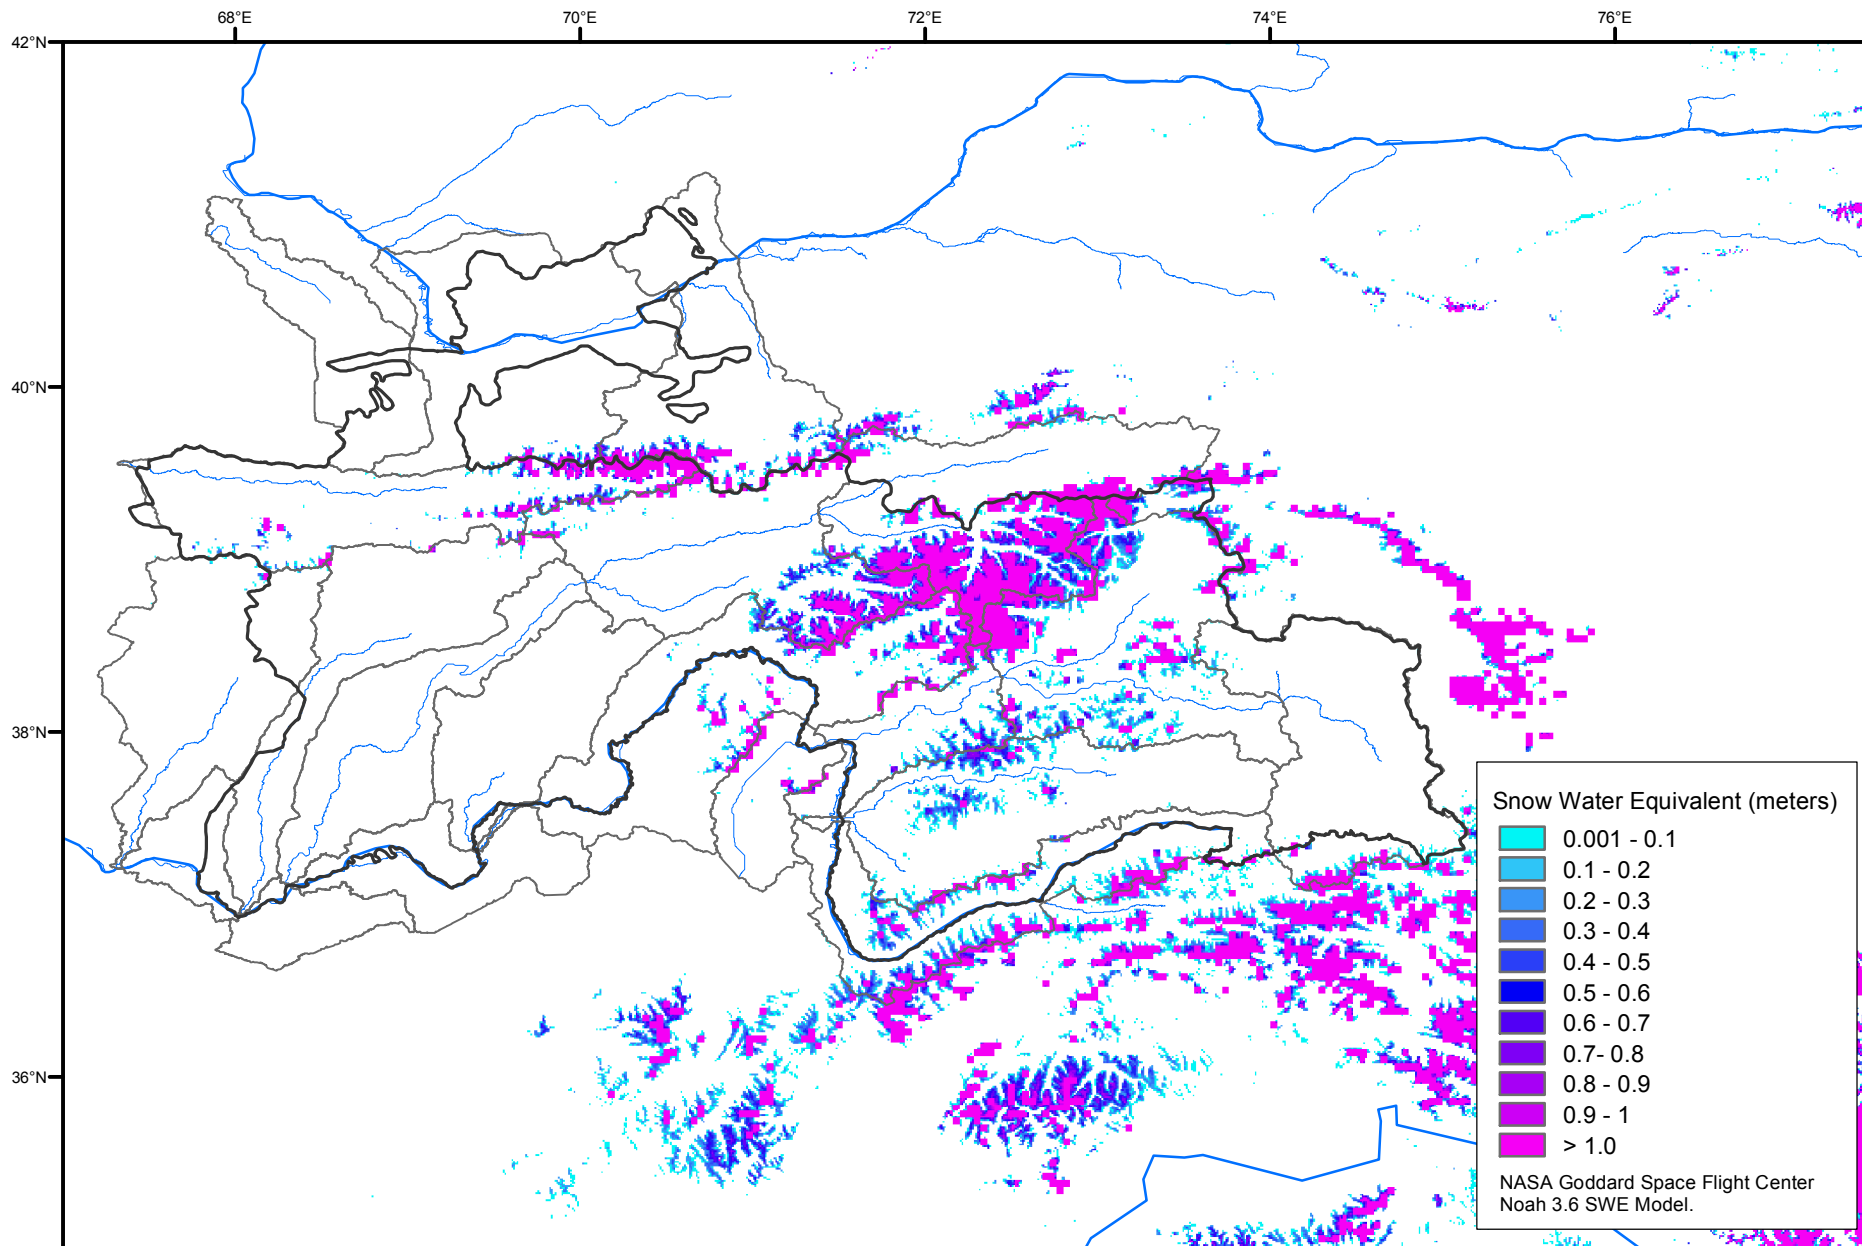 68°E
70°E
72°E
74°E
76°E
42°N
40°N
38°N
36°N
Snow Water Equivalent (meters)
0.001 - 0.1
0.1 - 0.2
0.2 - 0.3
0.3 - 0.4
0.4 - 0.5
0.5 - 0.6
0.6 - 0.7
0.7- 0.8
0.8 - 0.9
0.9 - 1
> 1.0
NASA Goddard Space Flight Center
Noah 3.6 SWE Model.